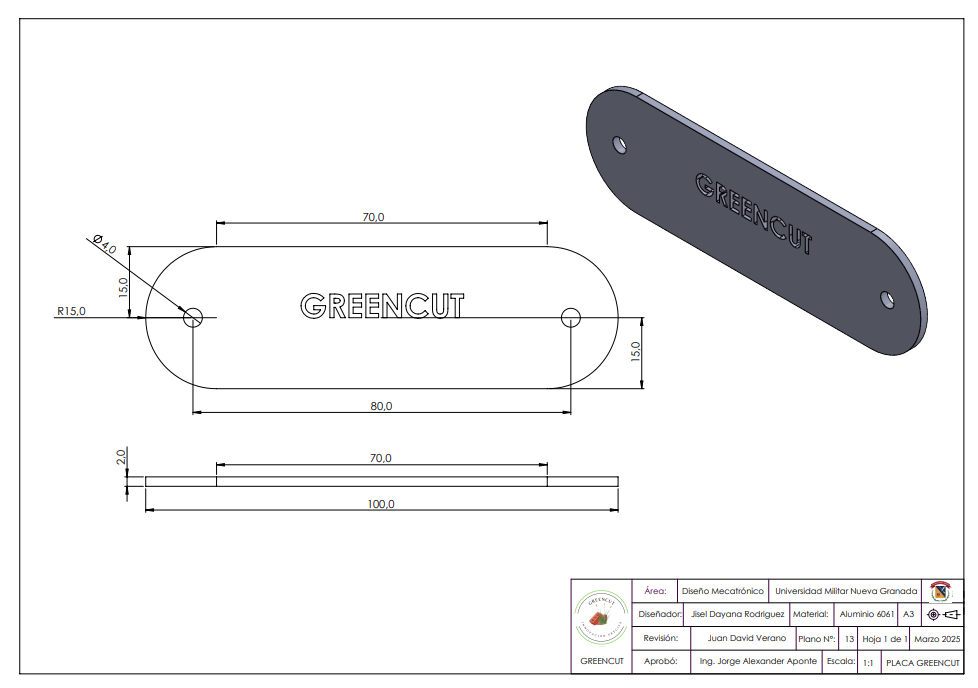 GREENCUT
70,0
Ø4,0
15,0
R15,0
GREENCUT
15,0
80,0
2,0
70,0
100,0
Área: Diseño Mecatrónico Universidad Militar Nueva Granada
Diseñador: Jisel Dayana Rodriguez Material: Aluminio 6061 A3
Revisión: Juan David Verano Plano Nº: 13 Hoja 1 de 1 Marzo 2025
GREENCUT
GREENCUT Aprobó: Ing. Jorge Alexander Aponte Escala: 1:1 PLACA GREENCUT